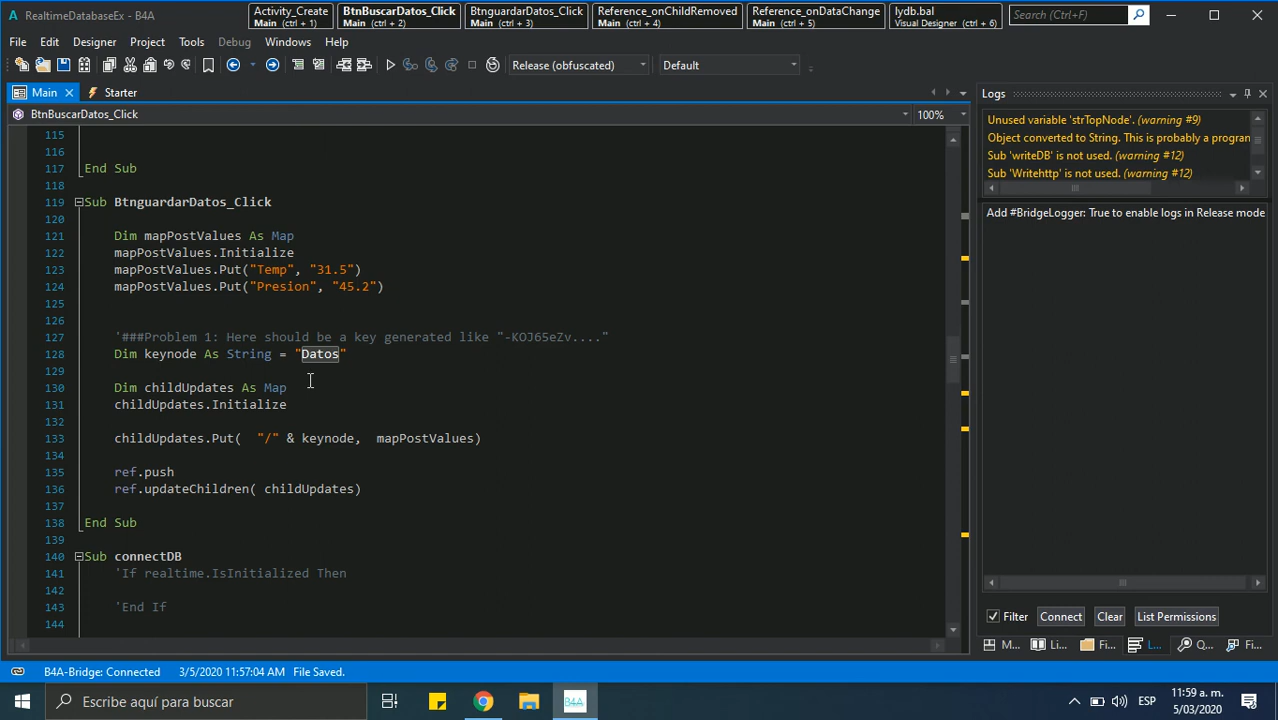 RealtimeDatabaseEx - B4A
Activity_Create
Main (ctrl + 1)
BtnBuscarDatos_Click
Main (ctrl + 2)
BtnguardarDatos_Click
Main (ctrl + 3)
Reference_onChildRemoved
Main (ctrl + 4)
Reference_onDataChange
Main (ctrl + 5)
lydb.bal
Visual Designer (ctrl + 6)
Search (Ctrl+F)
File Edit Designer Project Tools Debug Windows Help
Release (obfuscated) Default
Main Starter
BtnBuscarDatos_Click 100%
115
116
117 End Sub
118
119 Sub BtnguardarDatos_Click
120
121 Dim mapPostValues As Map
122 mapPostValues.Initialize
123 mapPostValues.Put("Temp", "31.5")
124 mapPostValues.Put("Presion", "45.2")
125
126
127 '###Problem 1: Here should be a key generated like "-KOJ65eZv...."
128 Dim keynode As String = "Datos"
129
130 Dim childUpdates As Map
131 childUpdates.Initialize
132
133 childUpdates.Put( "/" & keynode, mapPostValues)
134
135 ref.push
136 ref.updateChildren( childUpdates)
137
138 End Sub
139
140 Sub connectDB
141 'If realtime.IsInitialized Then
142
143 'End If
144
Logs
Unused variable 'strTopNode'. (warning #9)
Object converted to String. This is probably a program
Sub 'writeDB' is not used. (warning #12)
Sub 'Writehttp' is not used. (warning #12)
Add #BridgeLogger: True to enable logs in Release mode
Filter Connect Clear List Permissions
M... Li... Fi... L... Q... Fi...
B4A-Bridge: Connected 3/5/2020 11:57:04 AM File Saved.
Escribe aquí para buscar
B4A
ESP
11:59 a. m.
5/03/2020